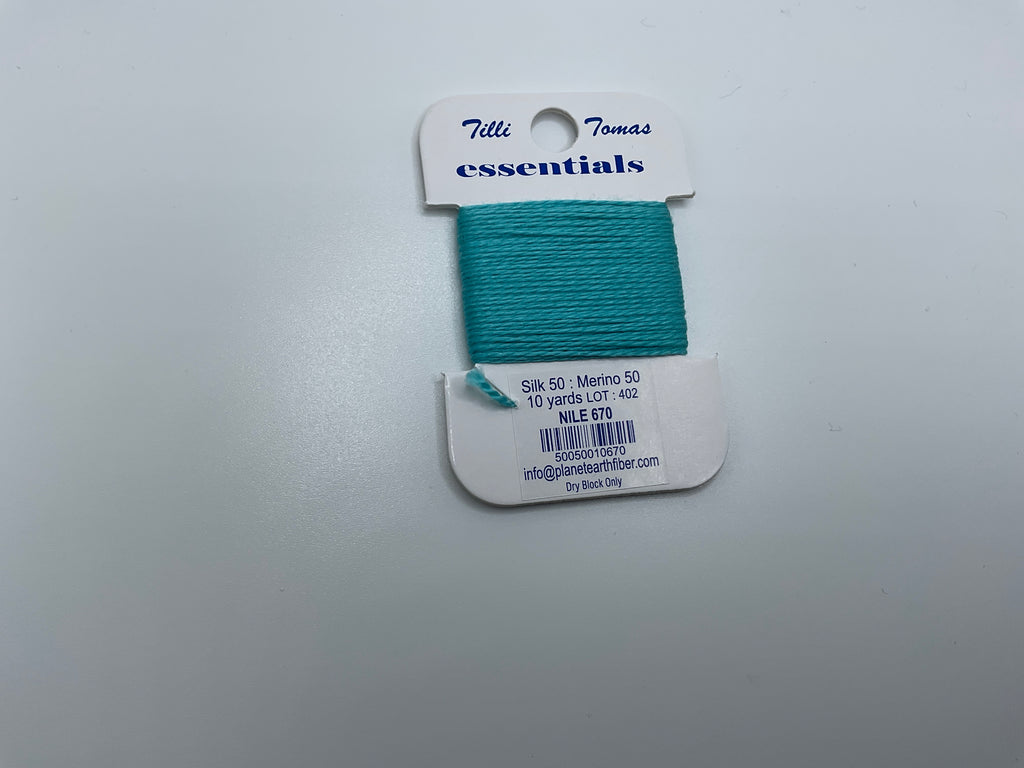 Tilli Tomas
essentials
Silk 50 : Merino 50
10 yards LOT : 402
NILE 670
50050010670
info@planetearthfiber.com
Dry Block Only